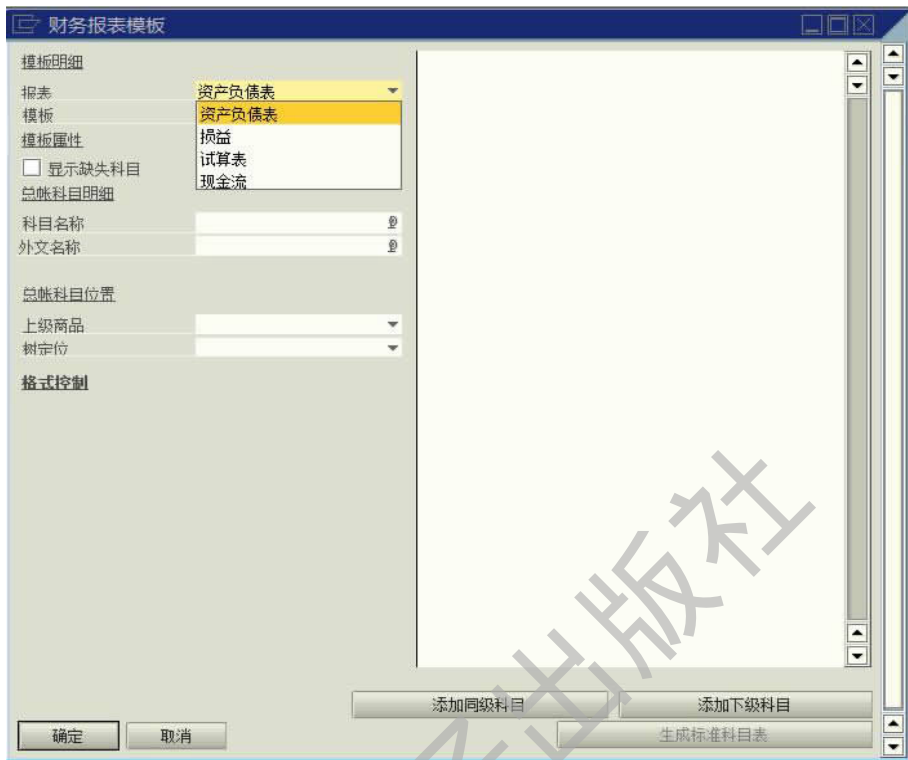 财务报表模板
模板明细
报表 资产负债表
模板 资产负债表
模板属性 损益
显示缺失科目 试算表
总帐科目明细 现金流
科目名称
外文名称
总帐科目位置
上级商品
树定位
格式控制
添加同级科目 添加下级科目
确定 取消 生成标准科目表
出版社